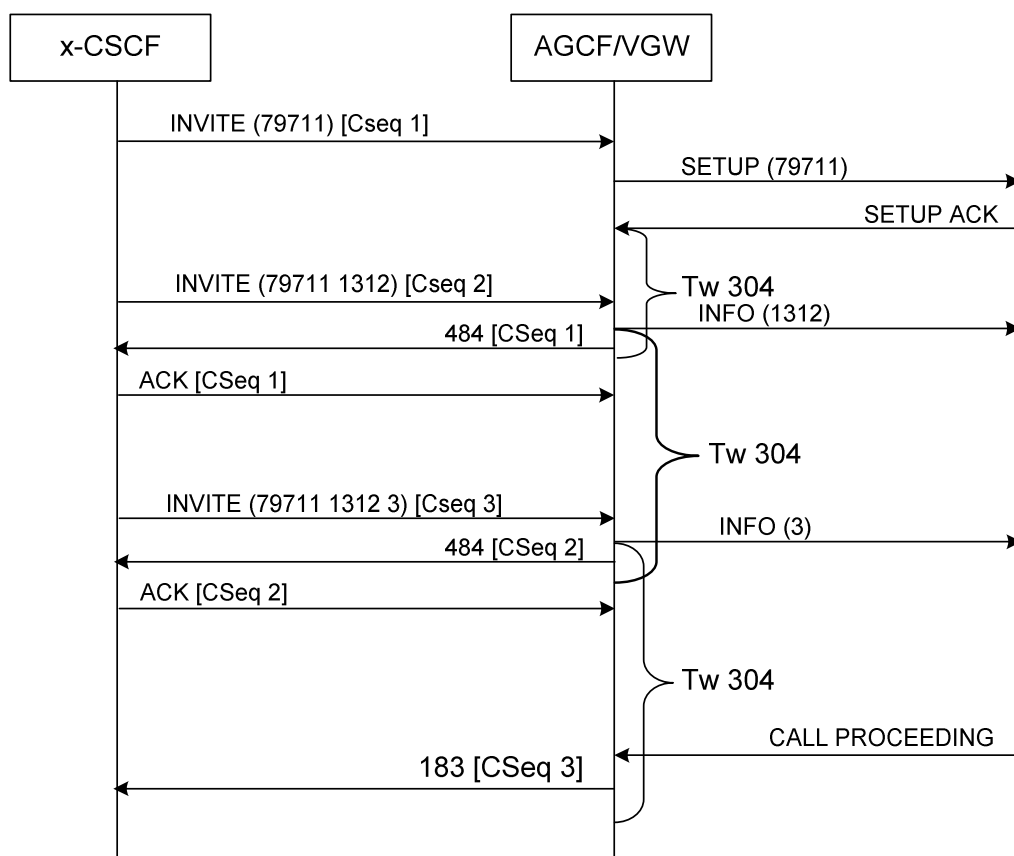 x-CSCF
AGCF/VGW
INVITE (79711) [Cseq 1]
SETUP (79711)
SETUP ACK
INVITE (79711 1312) [Cseq 2]
Tw 304
INFO (1312)
484 [CSeq 1]
ACK [CSeq 1]
Tw 304
INVITE (79711 1312 3) [Cseq 3]
INFO (3)
484 [CSeq 2]
ACK [CSeq 2]
Tw 304
CALL PROCEEDING
183 [CSeq 3]